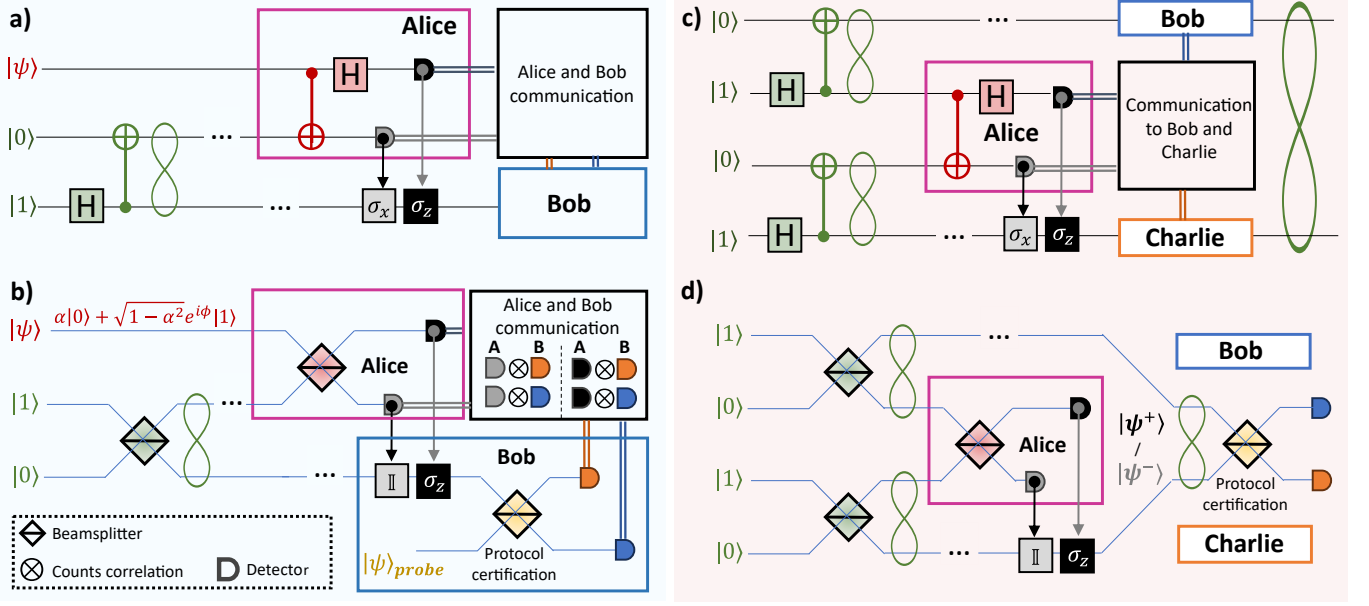 a)
Alice
|ψ⟩
H
Alice and Bob
communication
|0⟩
...
|1⟩
H
...
σx
σz
Bob
b)
α|0⟩ + √1 − α² e^{iϕ}|1⟩
|ψ⟩
Alice
Alice and Bob
communication
A B A B
|1⟩
...
|0⟩
...
𝕀
σz
Bob
|ψ⟩probe
Protocol
certification
Beamsplitter
Counts correlation
Detector
c)
|0⟩
...
Bob
|1⟩
H
H
Alice
Communication
to Bob and
Charlie
|0⟩
|1⟩
H
...
σx
σz
Charlie
d)
|1⟩
...
Bob
|0⟩
Alice
|ψ⁺⟩
/
|ψ⁻⟩
|1⟩
Protocol
certification
|0⟩
...
𝕀
σz
Charlie